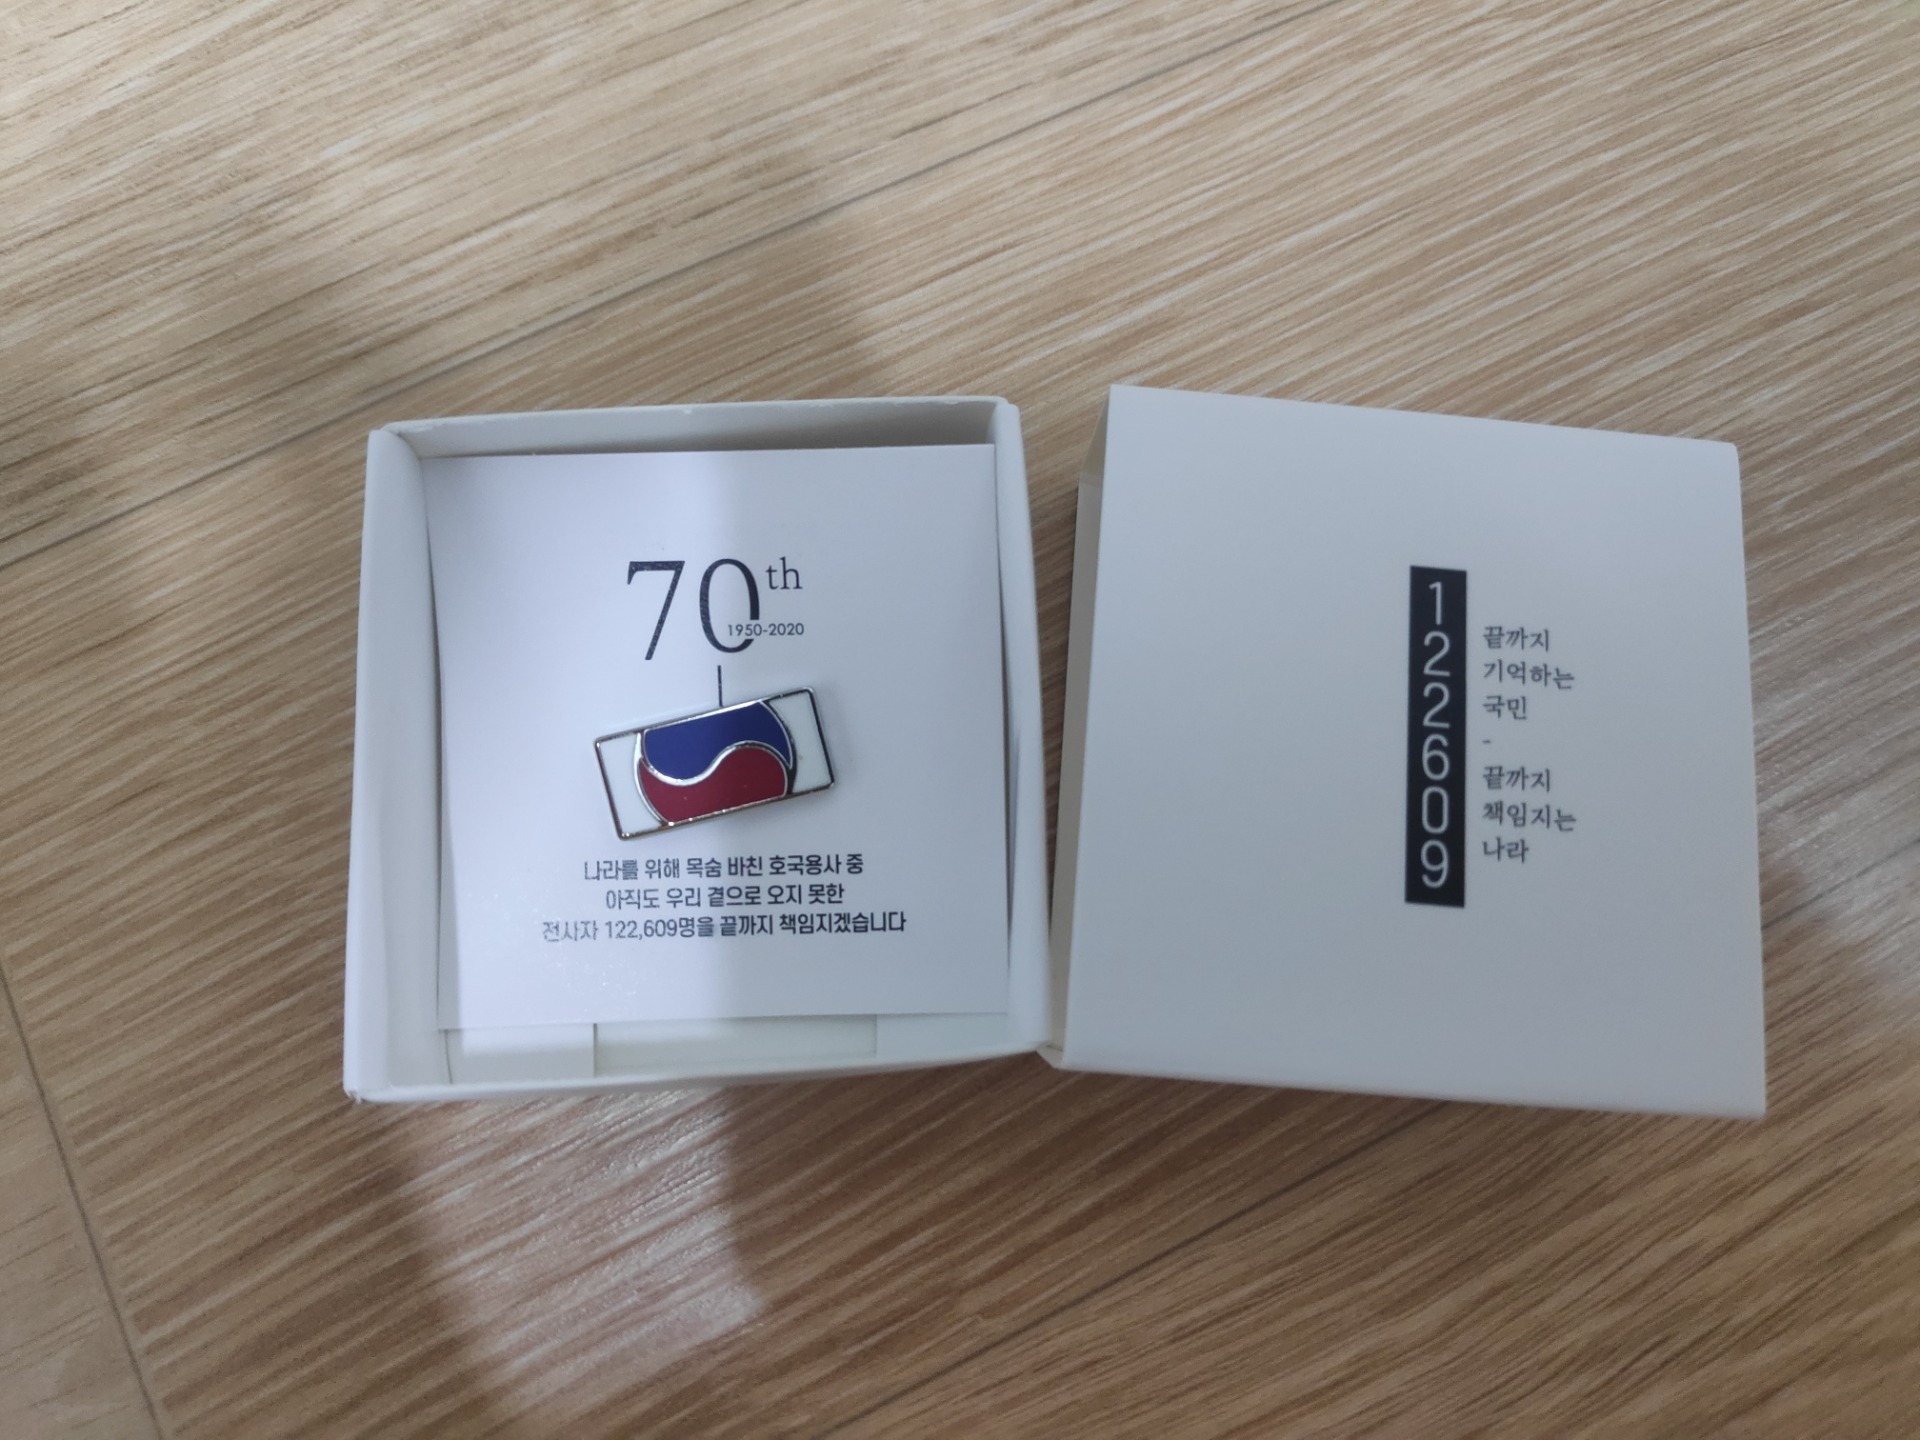 70th
1950-2020
나라를 위해 목숨 바친 호국용사 중
아직도 우리 곁으로 오지 못한
전사자 122,609명을 끝까지 책임지겠습니다
122609
끝까지
기억하는
국민
-
끝까지
책임지는
나라